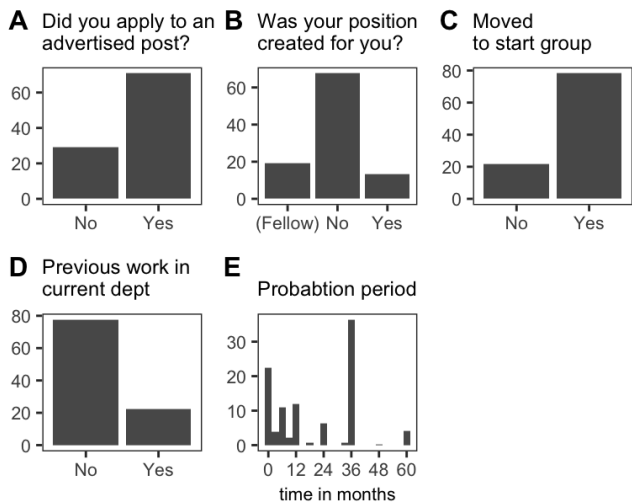 A Did you apply to an
advertised post?
60
40
20
0
No Yes
B Was your position
created for you?
60
40
20
0
(Fellow) No Yes
C Moved
to start group
80
60
40
20
0
No Yes
D Previous work in
current dept
80
60
40
20
0
No Yes
E Probabtion period
30
20
10
0
0 12 24 36 48 60
time in months